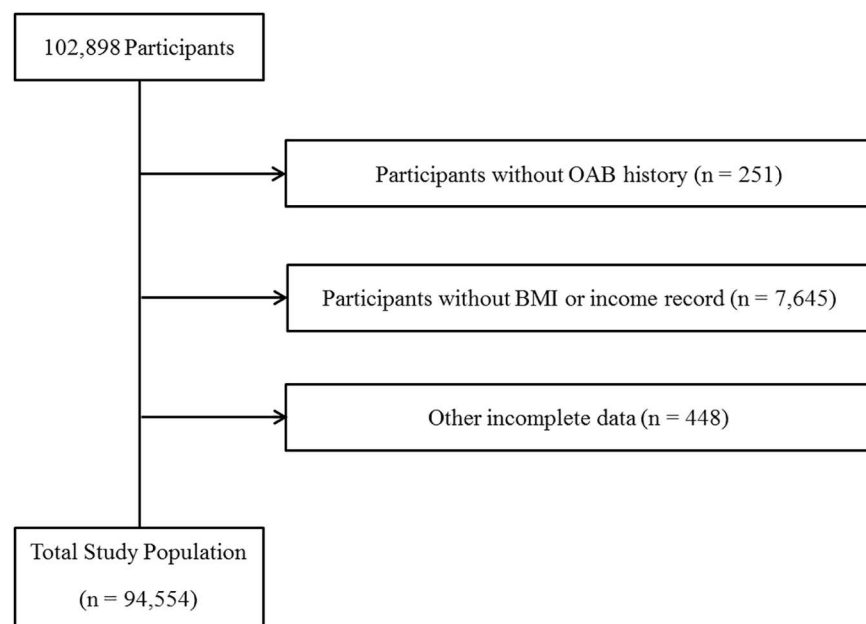 102,898 Participants
Participants without OAB history (n = 251)
Participants without BMI or income record (n = 7,645)
Other incomplete data (n = 448)
Total Study Population
(n = 94,554)